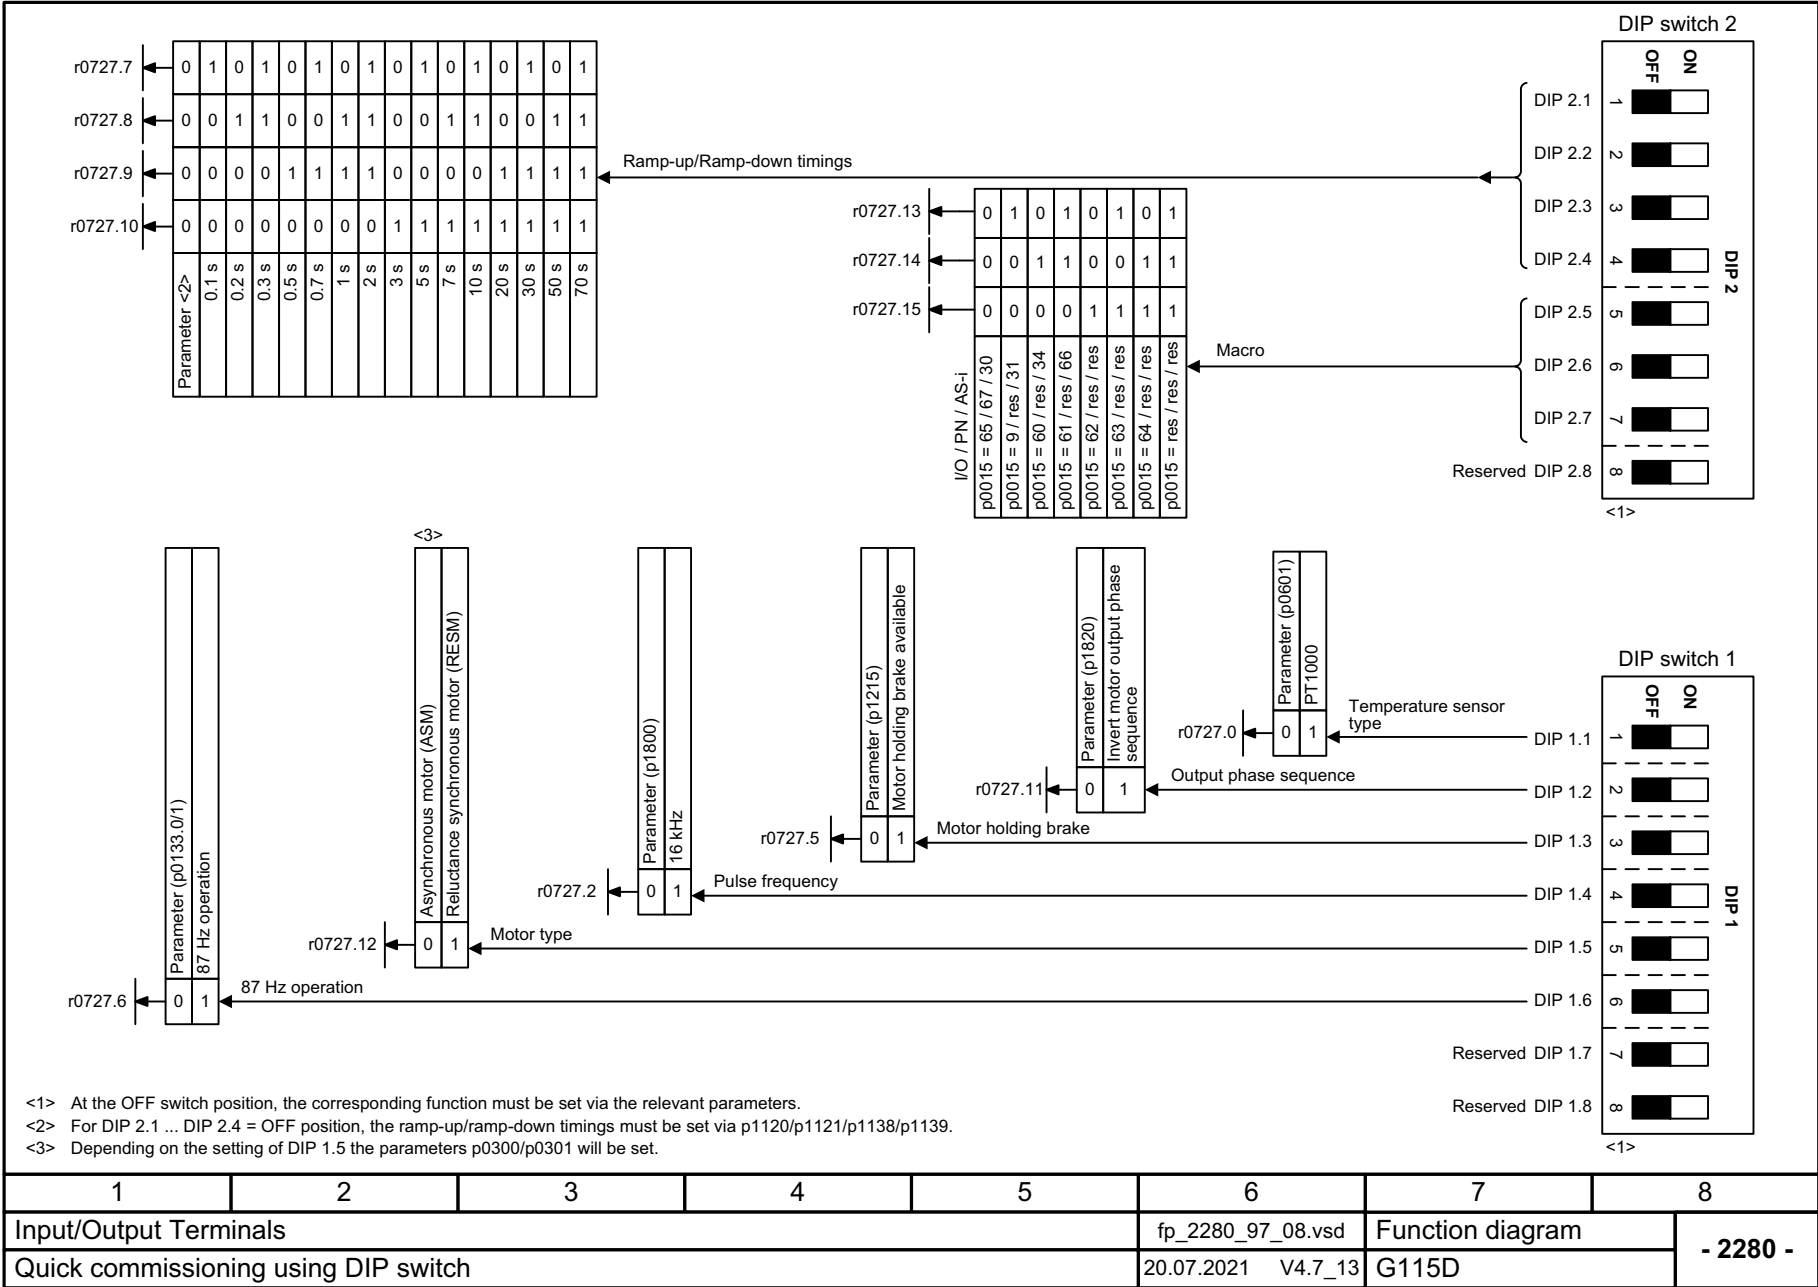 DIP switch 2
OFF ON
r0727.7 0 1 0 1 0 1 0 1 0 1 0 1 0 1 0 1
r0727.8 0 0 1 1 0 0 1 1 0 0 1 1 0 0 1 1
r0727.9 0 0 0 0 1 1 1 1 0 0 0 0 1 1 1 1
r0727.10 0 0 0 0 0 0 0 0 1 1 1 1 1 1 1 1
Parameter <2>
0.1 s
0.2 s
0.3 s
0.5 s
0.7 s
1 s
2 s
3 s
5 s
7 s
10 s
20 s
30 s
50 s
70 s
Ramp-up/Ramp-down timings
r0727.13 0 1 0 1 0 1 0 1
r0727.14 0 0 1 1 0 0 1 1
r0727.15 0 0 0 0 1 1 1 1
I/O / PN / AS-i
p0015 = 65 / 67 / 30
p0015 = 9 / res / 31
p0015 = 60 / res / 34
p0015 = 61 / res / 66
p0015 = 62 / res / res
p0015 = 63 / res / res
p0015 = 64 / res / res
p0015 = res / res / res
Macro
DIP 2.1 1
DIP 2.2 2
DIP 2.3 3
DIP 2.4 4
DIP 2.5 5
DIP 2.6 6
DIP 2.7 7
Reserved DIP 2.8 8
DIP 2
<1>
r0727.6 0 1
Parameter (p0133.0/1)
87 Hz operation
87 Hz operation
<3>
r0727.12 0 1
Asynchronous motor (ASM)
Reluctance synchronous motor (RESM)
Motor type
r0727.2 0 1
Parameter (p1800)
16 kHz
Pulse frequency
r0727.5 0 1
Parameter (p1215)
Motor holding brake available
Motor holding brake
r0727.11 0 1
Parameter (p1820)
Invert motor output phase
sequence
Output phase sequence
r0727.0 0 1
Parameter (p0601)
PT1000
Temperature sensor
type
DIP switch 1
OFF ON
DIP 1.1 1
DIP 1.2 2
DIP 1.3 3
DIP 1.4 4
DIP 1.5 5
DIP 1.6 6
Reserved DIP 1.7 7
Reserved DIP 1.8 8
DIP 1
<1>
<1> At the OFF switch position, the corresponding function must be set via the relevant parameters.
<2> For DIP 2.1 ... DIP 2.4 = OFF position, the ramp-up/ramp-down timings must be set via p1120/p1121/p1138/p1139.
<3> Depending on the setting of DIP 1.5 the parameters p0300/p0301 will be set.
1 2 3 4 5 6 7 8
Input/Output Terminals fp_2280_97_08.vsd Function diagram
- 2280 -
Quick commissioning using DIP switch 20.07.2021 V4.7_13 G115D